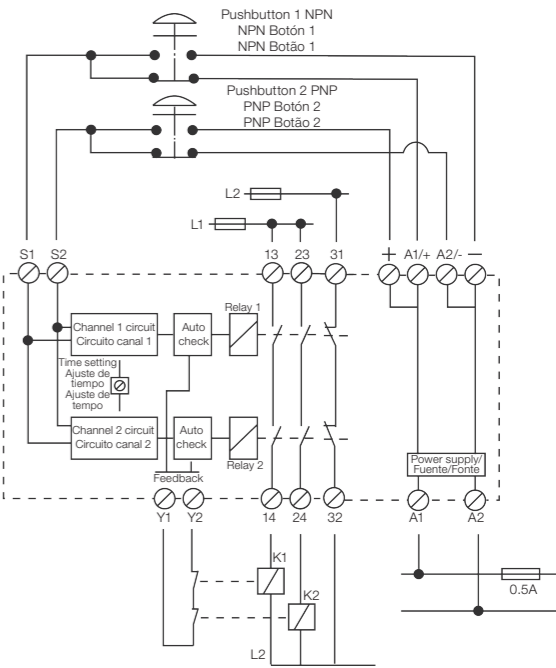 Pushbutton 1 NPN
NPN Botón 1
NPN Botão 1
Pushbutton 2 PNP
PNP Botón 2
PNP Botão 2
L2
L1
S1 S2 13 23 31 + A1/+ A2/- —
Channel 1 circuit
Circuito canal 1
Auto
check
Relay 1
Time setting
Ajuste de
tiempo
Ajuste de
tempo
Channel 2 circuit
Circuito canal 2
Auto
check
Relay 2
Feedback
Power supply/
Fuente/Fonte
Y1 Y2 14 24 32 A1 A2
K1
K2
0.5A
L2